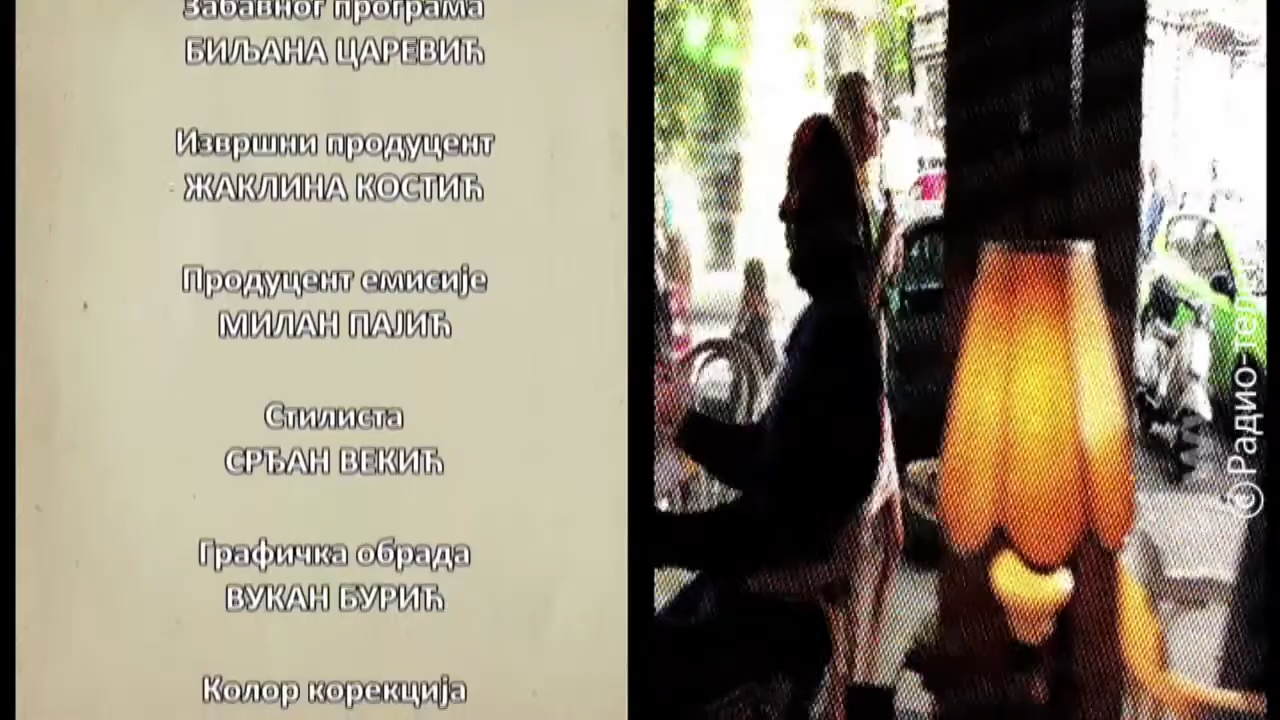 Забавног програма
БИЉАНА ЦАРЕВИЋ
Извршни продуцент
ЖАКЛИНА КОСТИЋ
Продуцент емисије
МИЛАН ПАЈИЋ
Стилиста
СРЂАН ВЕКИЋ
Графичка обрада
ВУКАН БУРИЋ
Колор корекција
©Радио-тел